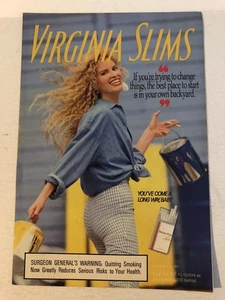 VIRGINIA SLIMS
“
If you're trying to change
things, the best place to start
is in your own backyard.
”
YOU'VE COME A
LONG WAY, BABY.
SURGEON GENERAL'S WARNING: Quitting Smoking
Now Greatly Reduces Serious Risks to Your Health.